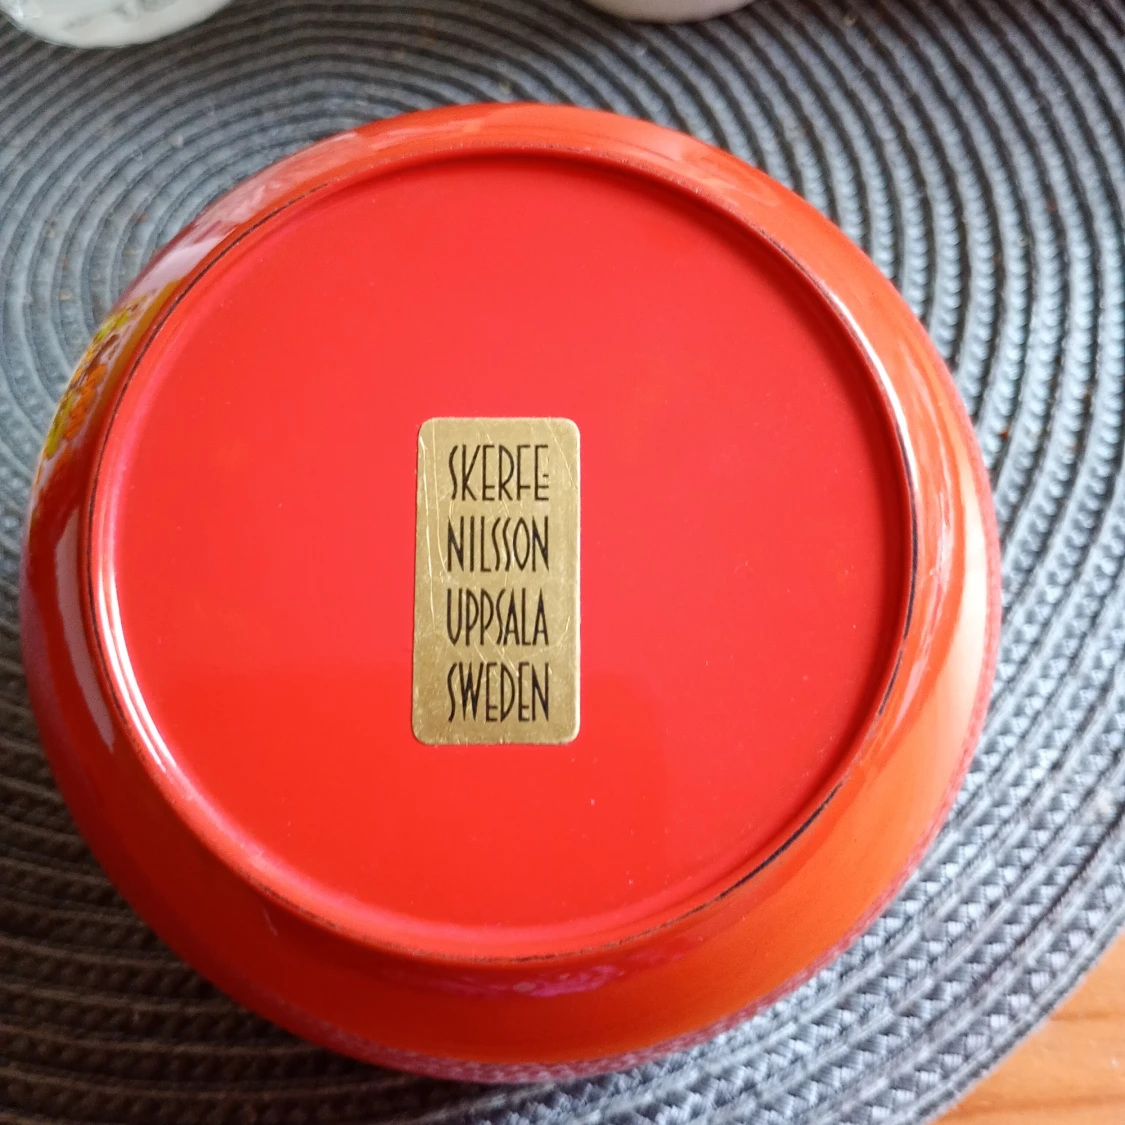 SKERFE-
NILSSON
UPPSALA
SWEDEN